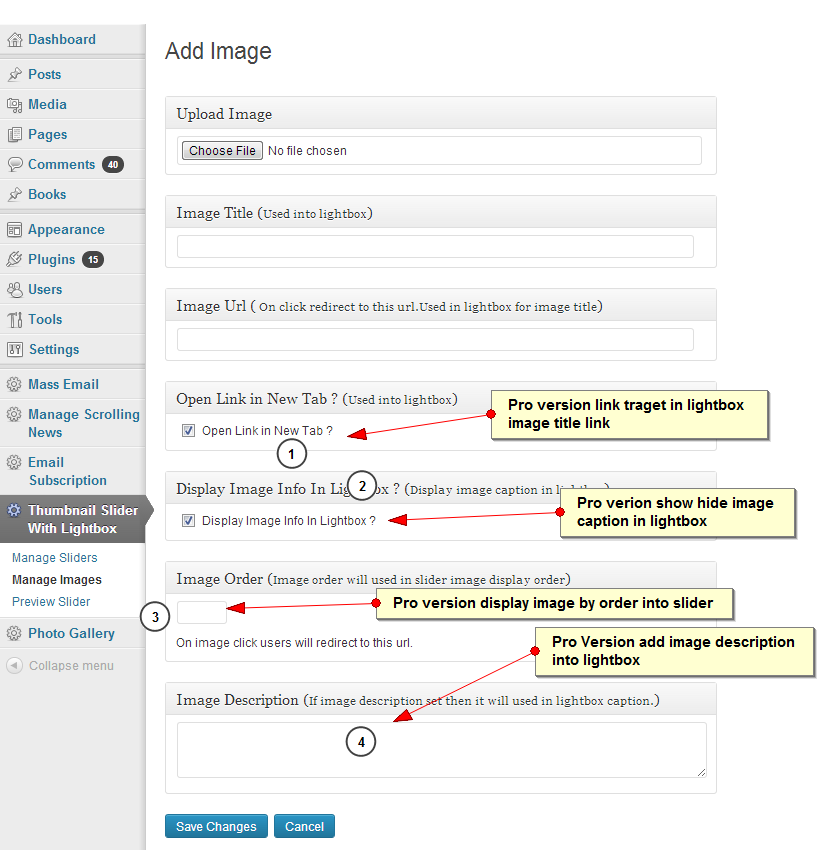 Dashboard
Posts
Media
Pages
Comments 40
Books
Appearance
Plugins 15
Users
Tools
Settings
Mass Email
Manage Scrolling
News
Email
Subscription
Thumbnail Slider
With Lightbox
Manage Sliders
Manage Images
Preview Slider
Photo Gallery
Collapse menu
Add Image
Upload Image
Choose File No file chosen
Image Title (Used into lightbox)
Image Url ( On click redirect to this url.Used in lightbox for image title)
Open Link in New Tab ? (Used into lightbox)
Open Link in New Tab ?
Pro version link traget in lightbox
image title link
1
2
Display Image Info In ? (Display image caption in
Display Image Info In Lightbox ?
Pro verion show hide image
caption in lightbox
Image Order (Image order will used in slider image display order)
3
Pro version display image by order into slider
On image click users will redirect to this url.
Pro Version add image description
into lightbox
Image Description (If image description set then it will used in lightbox caption.)
4
Save Changes Cancel